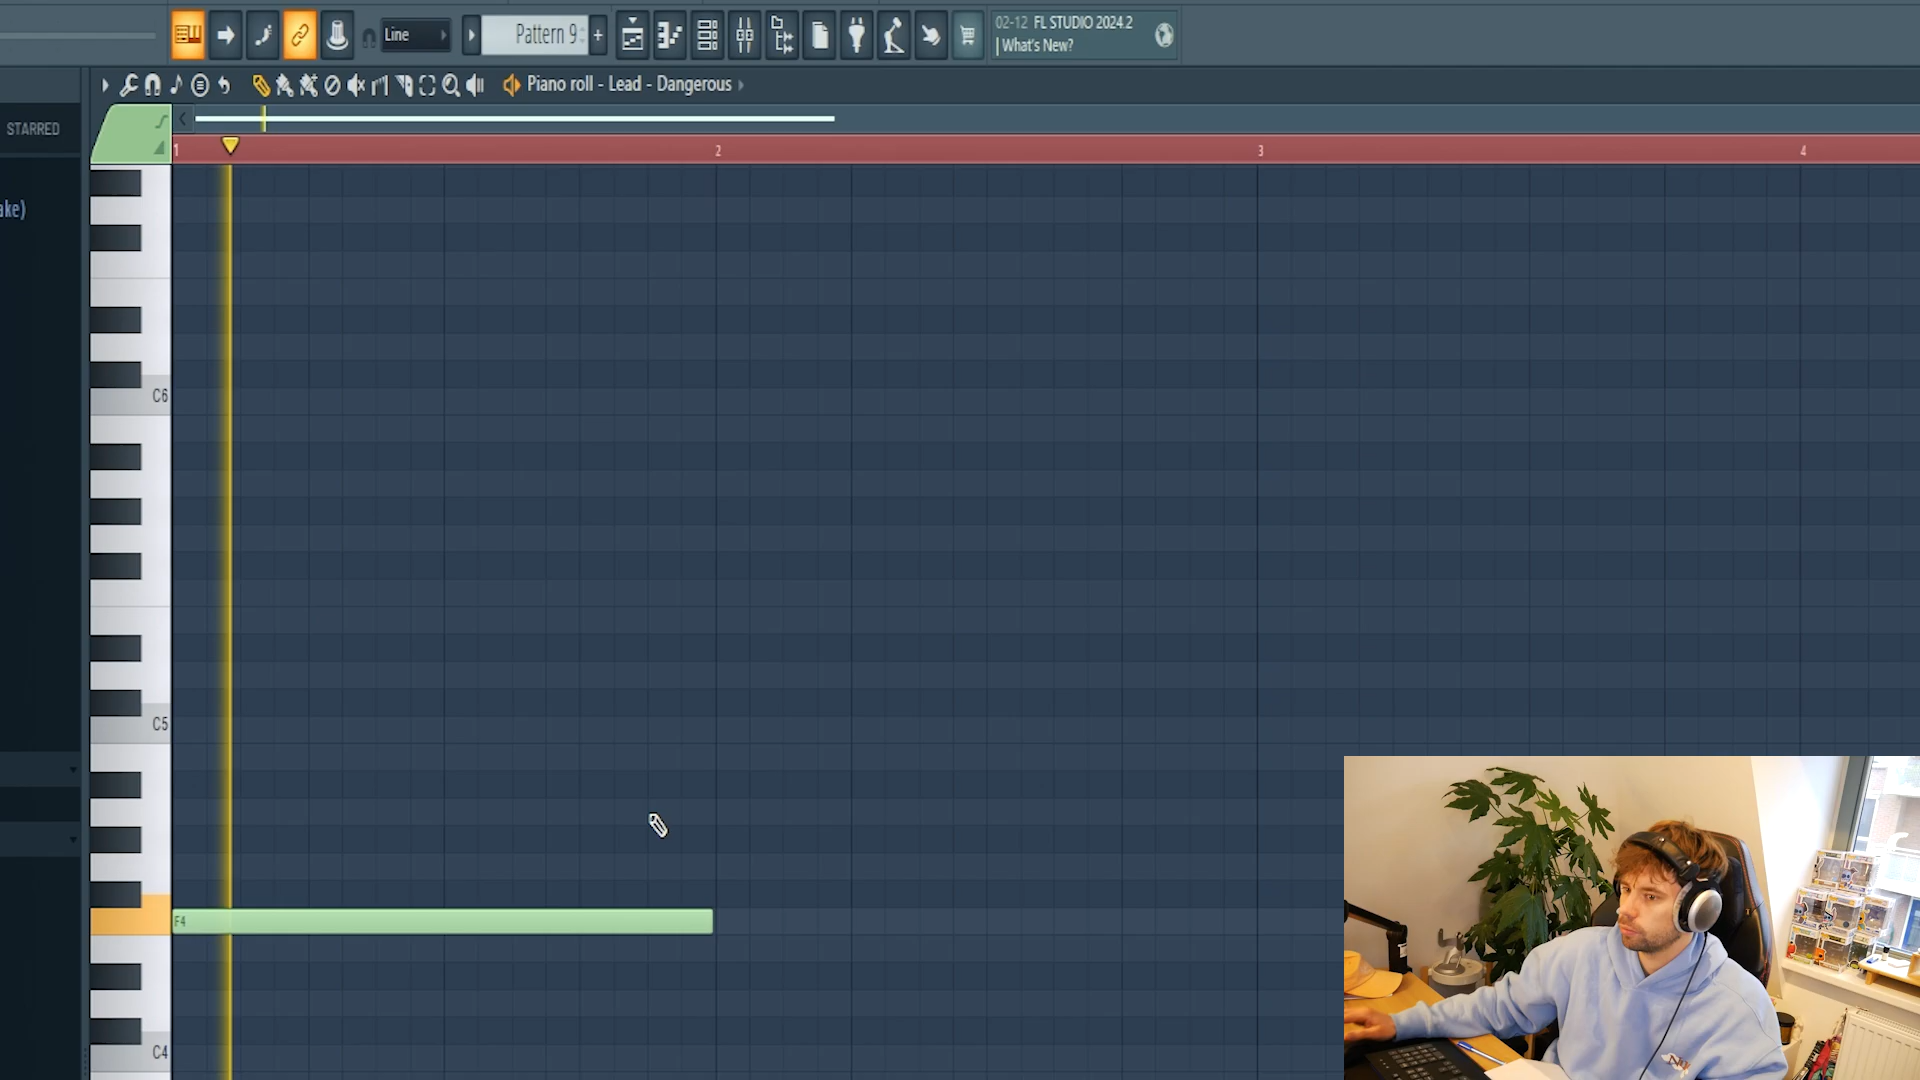 Line
Pattern 9
+
02-12 FL STUDIO 2024.2
What's New?
Piano roll - Lead - Dangerous
STARRED
1
2
3
4
ake)
C6
C5
F4
C4